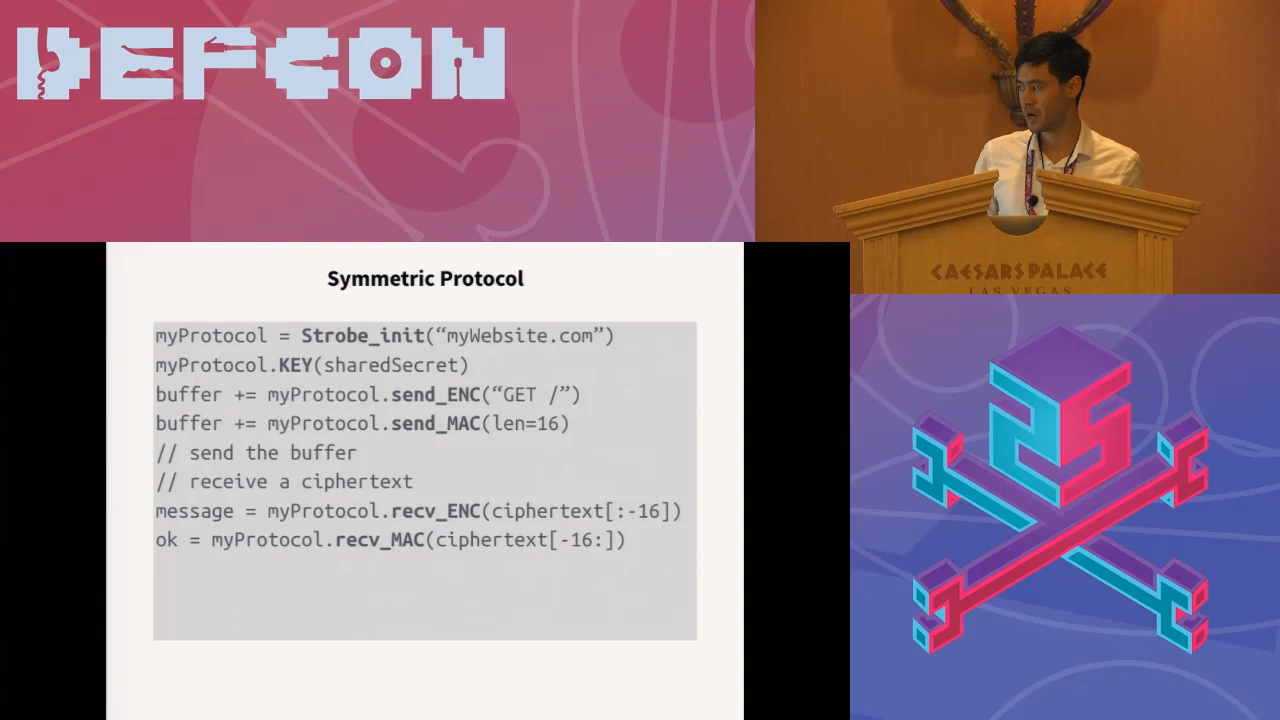 DEFCON
CAESARS PALACE
LAS VEGAS
25
Symmetric Protocol
myProtocol = Strobe_init(“myWebsite.com”)
myProtocol.KEY(sharedSecret)
buffer += myProtocol.send_ENC(“GET /”)
buffer += myProtocol.send_MAC(len=16)
// send the buffer
// receive a ciphertext
message = myProtocol.recv_ENC(ciphertext[:-16])
ok = myProtocol.recv_MAC(ciphertext[-16:])